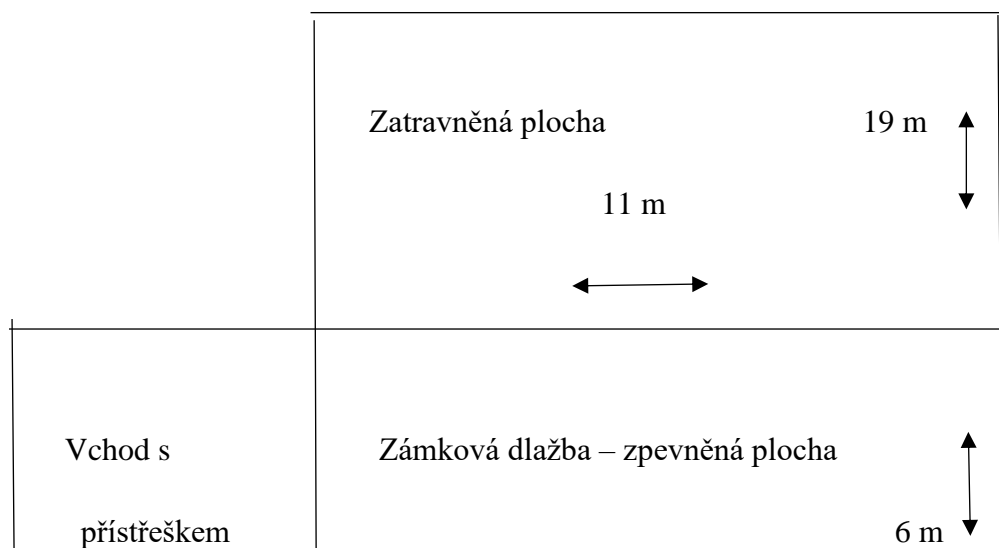 Zatravněná plocha 19 m
11 m
Vchod s Zámková dlažba – zpevněná plocha
přístřeškem 6 m